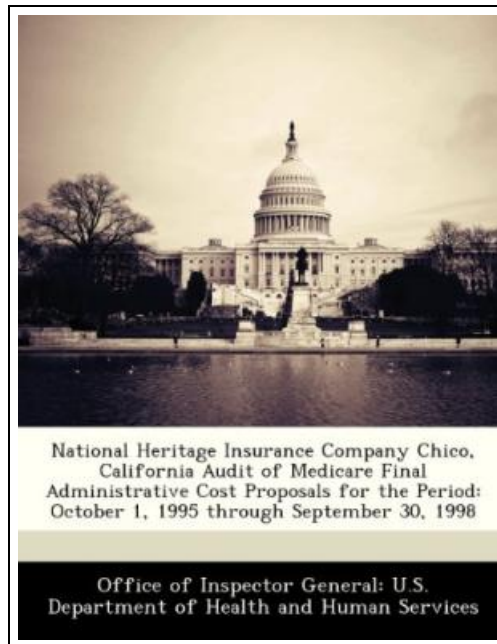 National Heritage Insurance Company Chico,
California Audit of Medicare Final
Administrative Cost Proposals for the Period:
October 1, 1995 through September 30, 1998
Office of Inspector General: U.S.
Department of Health and Human Services